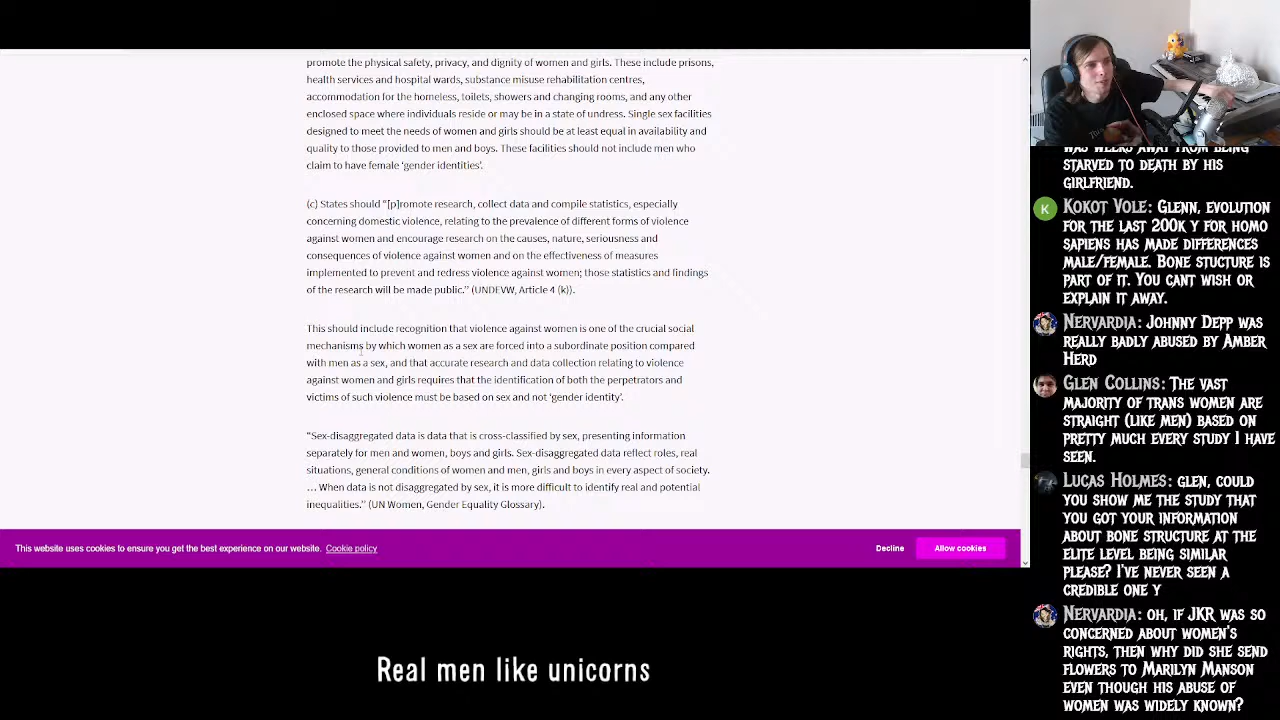 promote the physical safety, privacy, and dignity of women and girls. These include prisons,
health services and hospital wards, substance misuse rehabilitation centres,
accommodation for the homeless, toilets, showers and changing rooms, and any other
enclosed space where individuals reside or may be in a state of undress. Single sex facilities
designed to meet the needs of women and girls should be at least equal in availability and
quality to those provided to men and boys. These facilities should not include men who
claim to have female ‘gender identities’.
(c) States should “[p]romote research, collect data and compile statistics, especially
concerning domestic violence, relating to the prevalence of different forms of violence
against women and encourage research on the causes, nature, seriousness and
consequences of violence against women and on the effectiveness of measures
implemented to prevent and redress violence against women; those statistics and findings
of the research will be made public.” (UNDEVW, Article 4 (k)).
This should include recognition that violence against women is one of the crucial social
mechanisms by which women as a sex are forced into a subordinate position compared
with men as a sex, and that accurate research and data collection relating to violence
against women and girls requires that the identification of both the perpetrators and
victims of such violence must be based on sex and not ‘gender identity’.
“Sex-disaggregated data is data that is cross-classified by sex, presenting information
separately for men and women, boys and girls. Sex-disaggregated data reflect roles, real
situations, general conditions of women and men, girls and boys in every aspect of society.
… When data is not disaggregated by sex, it is more difficult to identify real and potential
inequalities.” (UN Women, Gender Equality Glossary).
This website uses cookies to ensure you get the best experience on our website. Cookie policy
Decline
Allow cookies
Real men like unicorns
was weeks away from being
starved to death by his
girlfriend.
K
Kokot Vole: Glenn, evolution
for the last 200k y for homo
sapiens has made differences
male/female. Bone stucture is
part of it. You cant wish or
explain it away.
Nervardia: Johnny Depp was
really badly abused by Amber
Herd
Glen Collins: The vast
majority of trans women are
straight (like men) based on
pretty much every study I have
seen.
Lucas Holmes: Glen, could
you show me the study that
you got your information
about bone structure at the
elite level being similar
please? I've never seen a
credible one y
Nervardia: Oh, if JKR was so
concerned about women's
rights, then why did she send
flowers to Marilyn Manson
even though his abuse of
women was widely known?